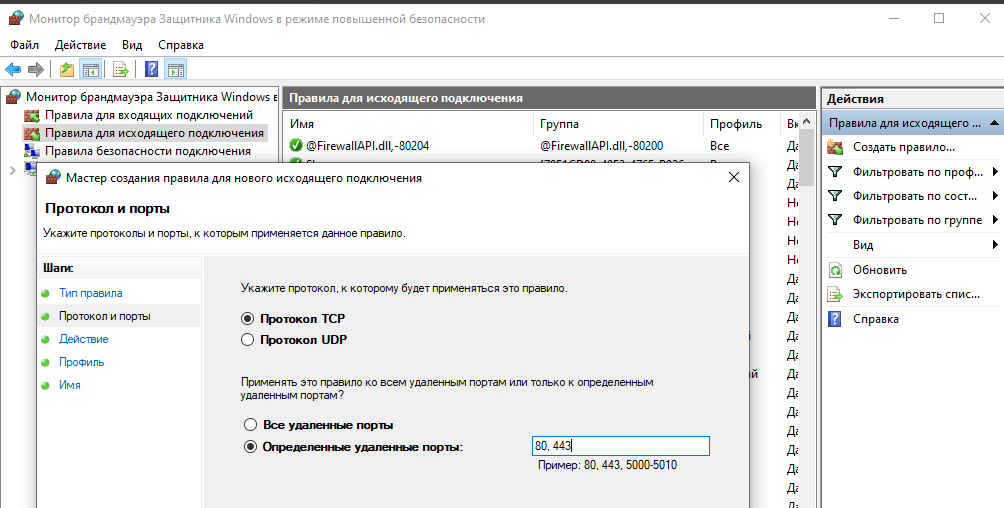 Монитор брандмауэра Защитника Windows в режиме повышенной безопасности
Файл Действие Вид Справка
Монитор брандмауэра Защитника Windows в
Правила для входящих подключений
Правила для исходящего подключения
Правила безопасности подключения
Правила для исходящего подключения
Имя Группа Профиль Вк
@FirewallAPI.dll,-80204 @FirewallAPI.dll,-80200 Все Да
Мастер создания правила для нового исходящего подключения
Протокол и порты
Укажите протоколы и порты, к которым применяется данное правило.
Шаги:
Тип правила
Протокол и порты
Действие
Профиль
Имя
Укажите протокол, к которому будет применяться это правило.
Протокол TCP
Протокол UDP
Применять это правило ко всем удаленным портам или только к определенным
удаленным портам?
Все удаленные порты
Определенные удаленные порты: 80, 443
Пример: 80, 443, 5000-5010
Действия
Правила для исходящего ...
Создать правило...
Фильтровать по проф...
Фильтровать по сост...
Фильтровать по группе
Вид
Обновить
Экспортировать спис...
Справка